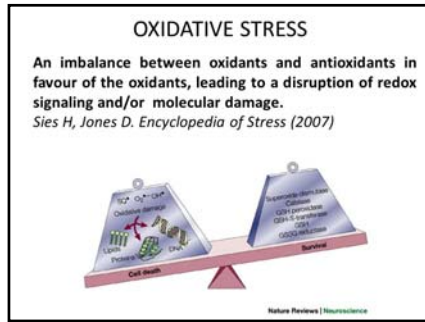 OXIDATIVE STRESS
An imbalance between oxidants and antioxidants in
favour of the oxidants, leading to a disruption of redox
signaling and/or molecular damage.
Sies H, Jones D. Encyclopedia of Stress (2007)
Oxidative damage
Lipids
Proteins
DNA
Cell death
Superoxide dismutase
Catalase
GSH peroxidase
GSH-S-transferase
GSH
GSSG reductase
Survival
Nature Reviews | Neuroscience